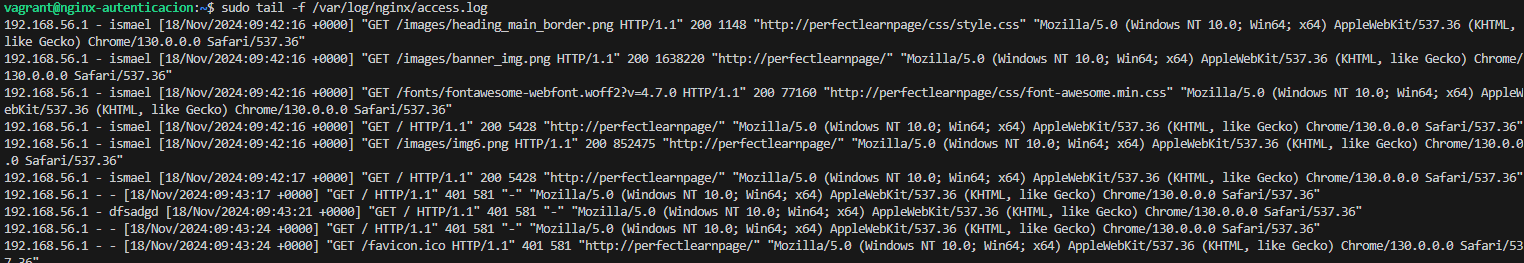 vagrant@nginx-autenticacion:~$ sudo tail -f /var/log/nginx/access.log
192.168.56.1 - ismael [18/Nov/2024:09:42:16 +0000] "GET /images/heading_main_border.png HTTP/1.1" 200 1148 "http://perfectlearnpage/css/style.css" "Mozilla/5.0 (Windows NT 10.0; Win64; x64) AppleWebKit/537.36 (KHTML,
like Gecko) Chrome/130.0.0.0 Safari/537.36"
192.168.56.1 - ismael [18/Nov/2024:09:42:16 +0000] "GET /images/banner_img.png HTTP/1.1" 200 1638220 "http://perfectlearnpage/" "Mozilla/5.0 (Windows NT 10.0; Win64; x64) AppleWebKit/537.36 (KHTML, like Gecko) Chrome/
130.0.0.0 Safari/537.36"
192.168.56.1 - ismael [18/Nov/2024:09:42:16 +0000] "GET /fonts/fontawesome-webfont.woff2?v=4.7.0 HTTP/1.1" 200 77160 "http://perfectlearnpage/css/font-awesome.min.css" "Mozilla/5.0 (Windows NT 10.0; Win64; x64) AppleW
ebKit/537.36 (KHTML, like Gecko) Chrome/130.0.0.0 Safari/537.36"
192.168.56.1 - ismael [18/Nov/2024:09:42:16 +0000] "GET / HTTP/1.1" 200 5428 "http://perfectlearnpage/" "Mozilla/5.0 (Windows NT 10.0; Win64; x64) AppleWebKit/537.36 (KHTML, like Gecko) Chrome/130.0.0.0 Safari/537.36"
192.168.56.1 - ismael [18/Nov/2024:09:42:16 +0000] "GET /images/img6.png HTTP/1.1" 200 852475 "http://perfectlearnpage/" "Mozilla/5.0 (Windows NT 10.0; Win64; x64) AppleWebKit/537.36 (KHTML, like Gecko) Chrome/130.0.0
.0 Safari/537.36"
192.168.56.1 - ismael [18/Nov/2024:09:42:17 +0000] "GET / HTTP/1.1" 200 5428 "http://perfectlearnpage/" "Mozilla/5.0 (Windows NT 10.0; Win64; x64) AppleWebKit/537.36 (KHTML, like Gecko) Chrome/130.0.0.0 Safari/537.36"
192.168.56.1 - - [18/Nov/2024:09:43:17 +0000] "GET / HTTP/1.1" 401 581 "-" "Mozilla/5.0 (Windows NT 10.0; Win64; x64) AppleWebKit/537.36 (KHTML, like Gecko) Chrome/130.0.0.0 Safari/537.36"
192.168.56.1 - dfsadgd [18/Nov/2024:09:43:21 +0000] "GET / HTTP/1.1" 401 581 "-" "Mozilla/5.0 (Windows NT 10.0; Win64; x64) AppleWebKit/537.36 (KHTML, like Gecko) Chrome/130.0.0.0 Safari/537.36"
192.168.56.1 - - [18/Nov/2024:09:43:24 +0000] "GET / HTTP/1.1" 401 581 "-" "Mozilla/5.0 (Windows NT 10.0; Win64; x64) AppleWebKit/537.36 (KHTML, like Gecko) Chrome/130.0.0.0 Safari/537.36"
192.168.56.1 - - [18/Nov/2024:09:43:24 +0000] "GET /favicon.ico HTTP/1.1" 401 581 "http://perfectlearnpage/" "Mozilla/5.0 (Windows NT 10.0; Win64; x64) AppleWebKit/537.36 (KHTML, like Gecko) Chrome/130.0.0.0 Safari/53
7.36"